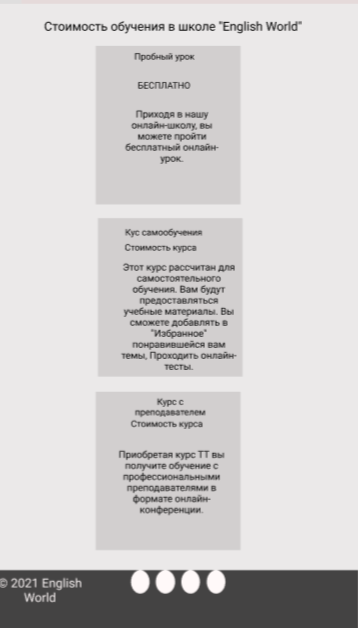 Стоимость обучения в школе "English World"
Пробный урок
БЕСПЛАТНО
Приходя в нашу
онлайн-школу, вы
можете пройти
бесплатный онлайн-
урок.
Кус самообучения
Стоимость курса
Этот курс рассчитан для
самостоятельного
обучения. Вам будут
предоставляться
учебные материалы. Вы
сможете добавлять в
"Избранное"
понравившейся вам
темы, Проходить онлайн-
тесты.
Курс с
преподавателем
Стоимость курса
Приобретая курс ТТ вы
получите обучение с
профессиональными
преподавателями в
формате онлайн-
конференции.
© 2021 English
World